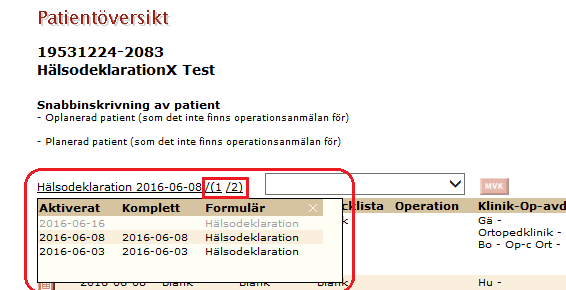 Patientöversikt
19531224-2083
HälsodeklarationX Test
Snabbinskrivning av patient
- Oplanerad patient (som det inte finns operationsanmälan för)
- Planerad patient (som det inte finns operationsanmälan för)
Hälsodeklaration 2016-06-08 /(1 /2)
MVK
Aktiverat Komplett Formulär cklista Operation Klinik-Op-avd
2016-06-16 Hälsodeklaration k Gä -
2016-06-08 2016-06-08 Hälsodeklaration Ortopedklinik -
2016-06-03 2016-06-03 Hälsodeklaration Bo - Op-c Ort -
2016-06-08 Blank Blank Hu -